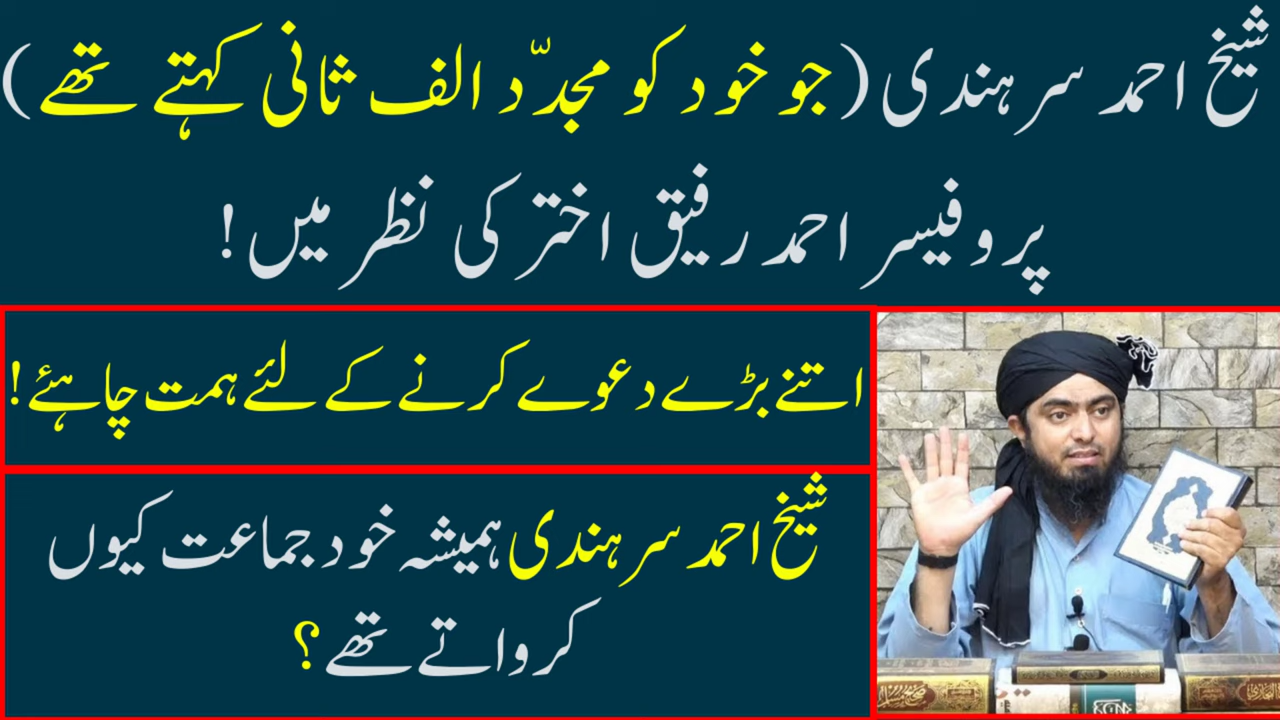 شیخ احمد سرہندی (جو خود کو مجدّد الف ثانی کہتے تھے)
پروفیسر احمد رفیق اختر کی نظر میں!
اتنے بڑے دعوے کرنے کے لئے ہمت چاہئے!
شیخ احمد سرہندی ہمیشہ خود جماعت کیوں
کرواتے تھے؟